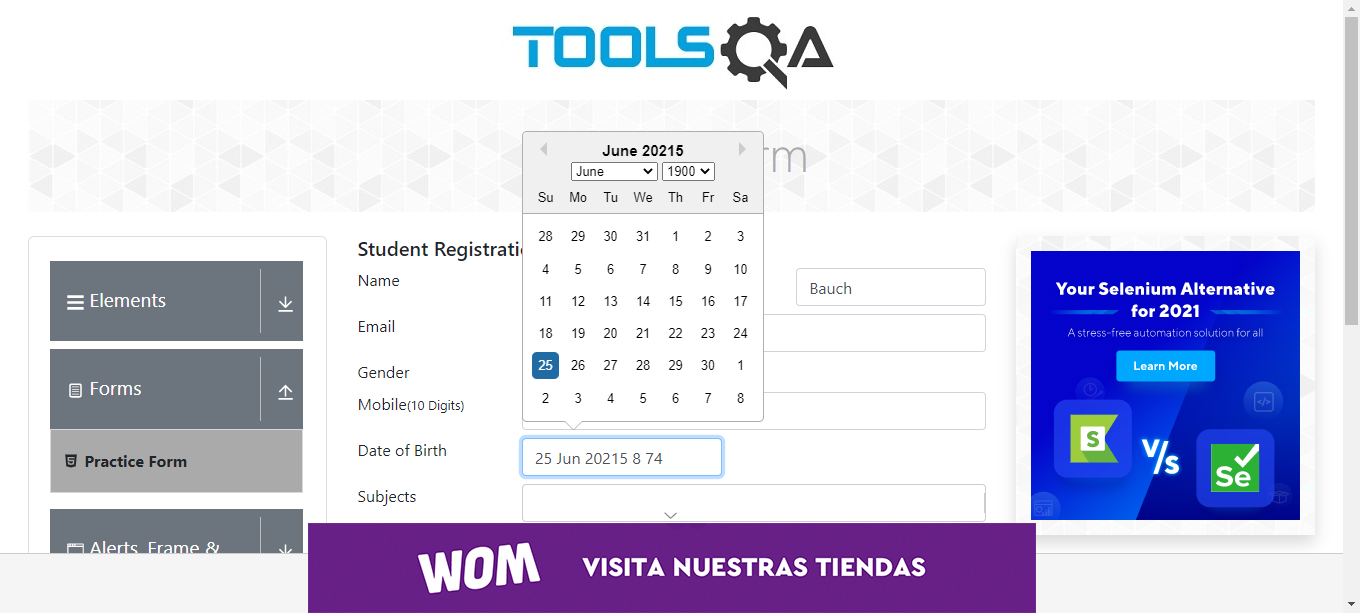 TOOLSQA
rm
June 20215
June 1900
Su Mo Tu We Th Fr Sa
28 29 30 31 1 2 3
4 5 6 7 8 9 10
11 12 13 14 15 16 17
18 19 20 21 22 23 24
25 26 27 28 29 30 1
2 3 4 5 6 7 8
Elements
Forms
Practice Form
Alerts, Frame &
Student Registrati
Name
Bauch
Email
Gender
Mobile(10 Digits)
Date of Birth
25 Jun 20215 8 74
Subjects
Your Selenium Alternative
for 2021
A stress-free automation solution for all
Learn More
S
V/s
Se
WOM
VISITA NUESTRAS TIENDAS